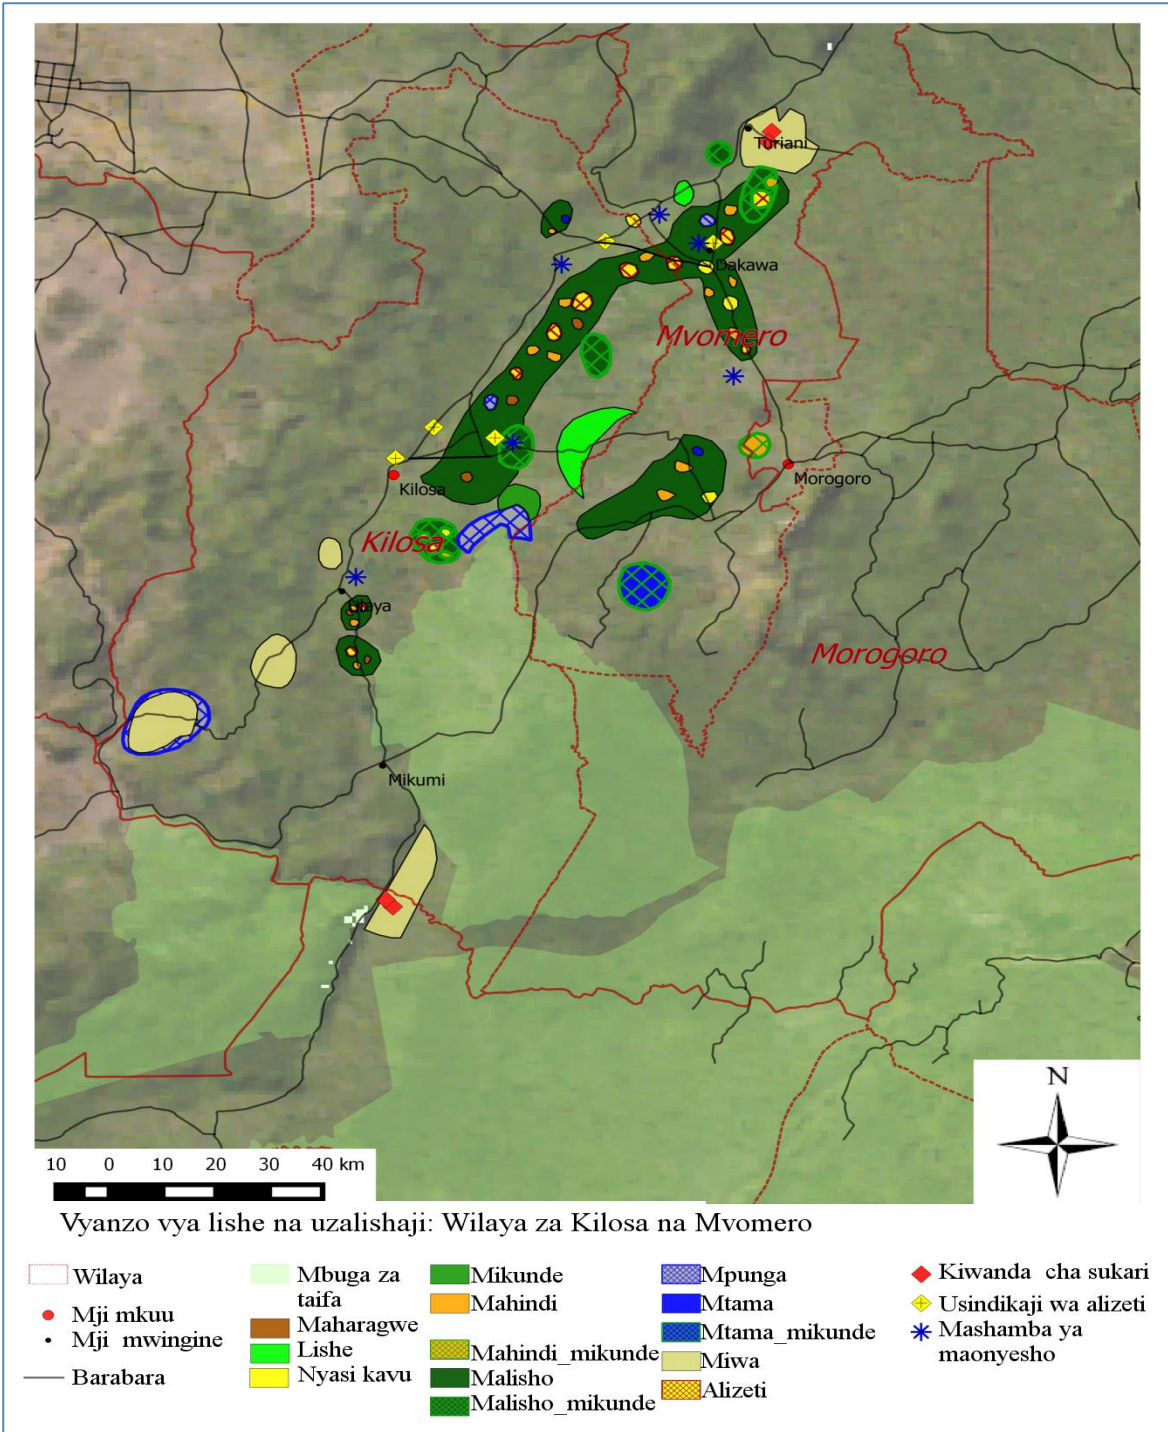 Turiani
Dakawa
Mvomero
Kilosa
Morogoro
Kilosa
Morogoro
Mikumi
N
10 0 10 20 30 40 km
Vyanzo vya lishe na uzalishaji: Wilaya za Kilosa na Mvomero
Wilaya
Mji mkuu
Mji mwingine
Barabara
Mbuga za
taifa
Maharagwe
Lishe
Nyasi kavu
Mikunde
Mahindi
Mahindi_mikunde
Malisho
Malisho_mikunde
Mpunga
Mtama
Mtama_mikunde
Miwa
Alizeti
Kiwanda cha sukari
Usindikaji wa alizeti
Mashamba ya
maonyesho